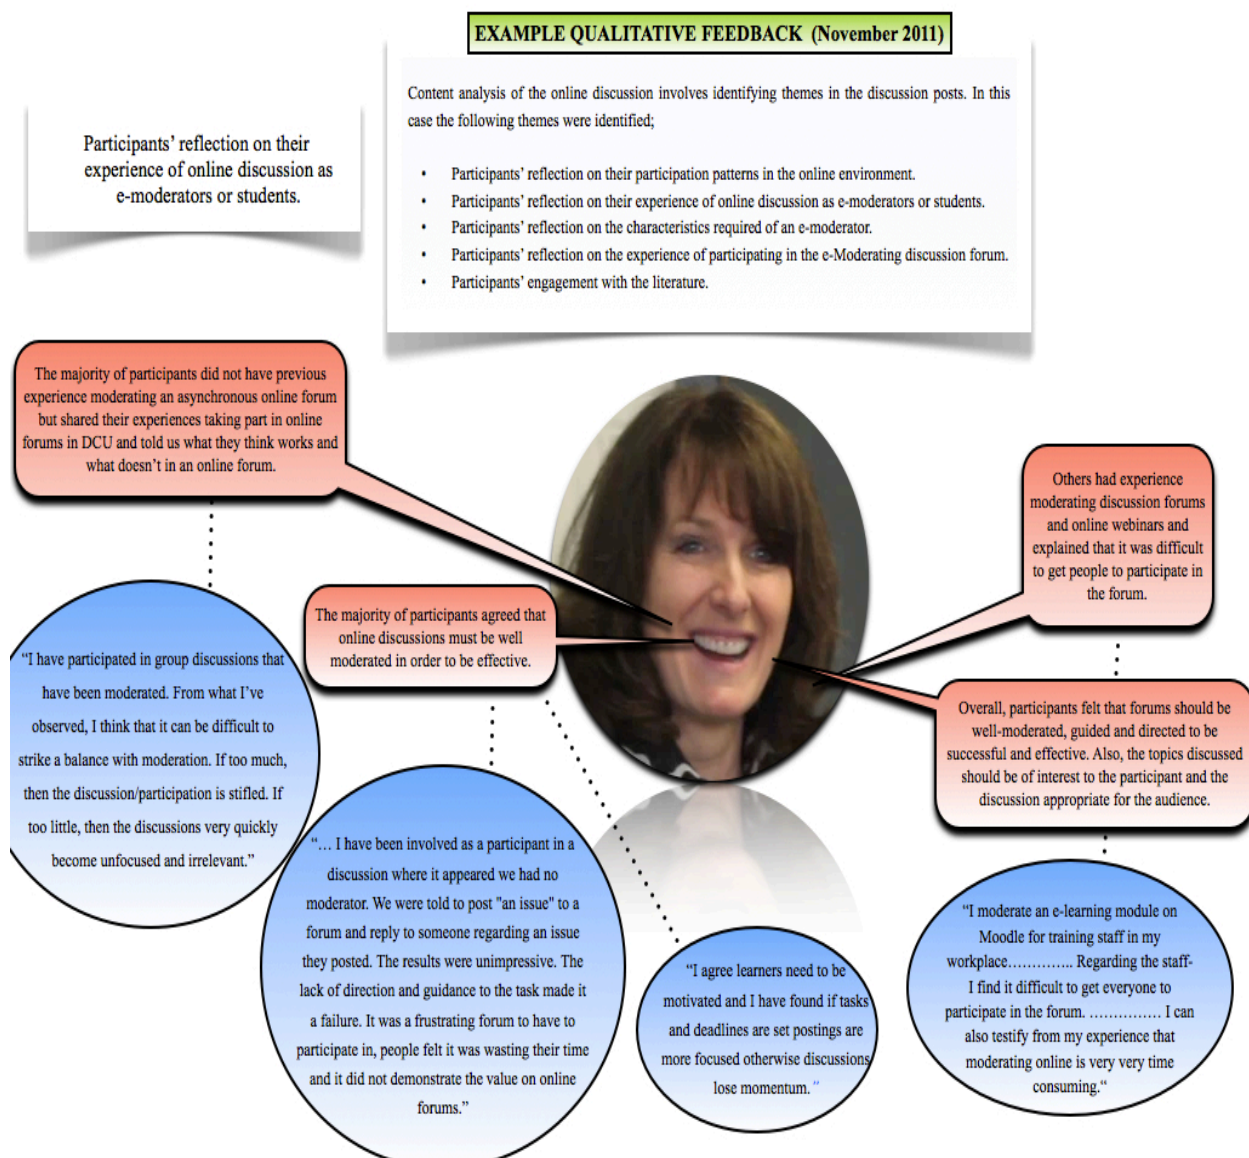 EXAMPLE QUALITATIVE FEEDBACK (November 2011)
Content analysis of the online discussion involves identifying themes in the discussion posts. In this
case the following themes were identified;
• Participants’ reflection on their participation patterns in the online environment.
• Participants’ reflection on their experience of online discussion as e-moderators or students.
• Participants’ reflection on the characteristics required of an e-moderator.
• Participants’ reflection on the experience of participating in the e-Moderating discussion forum.
• Participants’ engagement with the literature.
Participants’ reflection on their
experience of online discussion as
e-moderators or students.
The majority of participants did not have previous
experience moderating an asynchronous online forum
but shared their experiences taking part in online
forums in DCU and told us what they think works and
what doesn’t in an online forum.
Others had experience
moderating discussion forums
and online webinars and
explained that it was difficult
to get people to participate in
the forum.
The majority of participants agreed that
online discussions must be well
moderated in order to be effective.
Overall, participants felt that forums should be
well-moderated, guided and directed to be
successful and effective. Also, the topics discussed
should be of interest to the participant and the
discussion appropriate for the audience.
“I have participated in group discussions that
have been moderated. From what I’ve
observed, I think that it can be difficult to
strike a balance with moderation. If too much,
then the discussion/participation is stifled. If
too little, then the discussions very quickly
become unfocused and irrelevant.”
“… I have been involved as a participant in a
discussion where it appeared we had no
moderator. We were told to post "an issue" to a
forum and reply to someone regarding an issue
they posted. The results were unimpressive. The
lack of direction and guidance to the task made it
a failure. It was a frustrating forum to have to
participate in, people felt it was wasting their time
and it did not demonstrate the value on online
forums.”
“I agree learners need to be
motivated and I have found if tasks
and deadlines are set postings are
more focused otherwise discussions
lose momentum. ”
“I moderate an e-learning module on
Moodle for training staff in my
workplace………….. Regarding the staff-
I find it difficult to get everyone to
participate in the forum. …………… I can
also testify from my experience that
moderating online is very very time
consuming.“